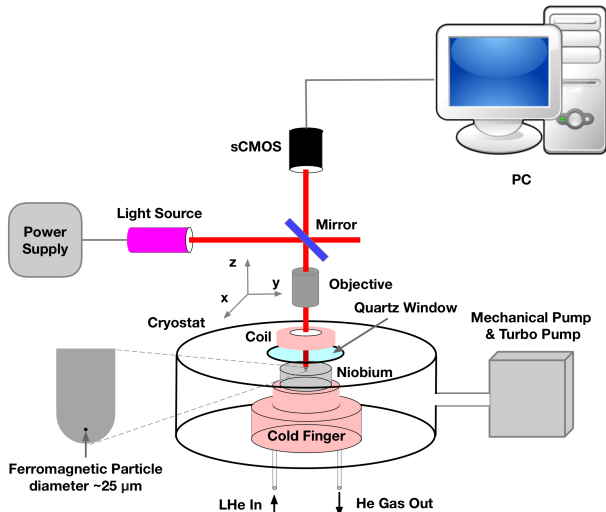 sCMOS
PC
Light Source
Mirror
Power
Supply
z
y
x
Objective
Quartz Window
Cryostat
Coil
Mechanical Pump
& Turbo Pump
Niobium
Cold Finger
Ferromagnetic Particle
diameter ~25 μm
LHe In
He Gas Out